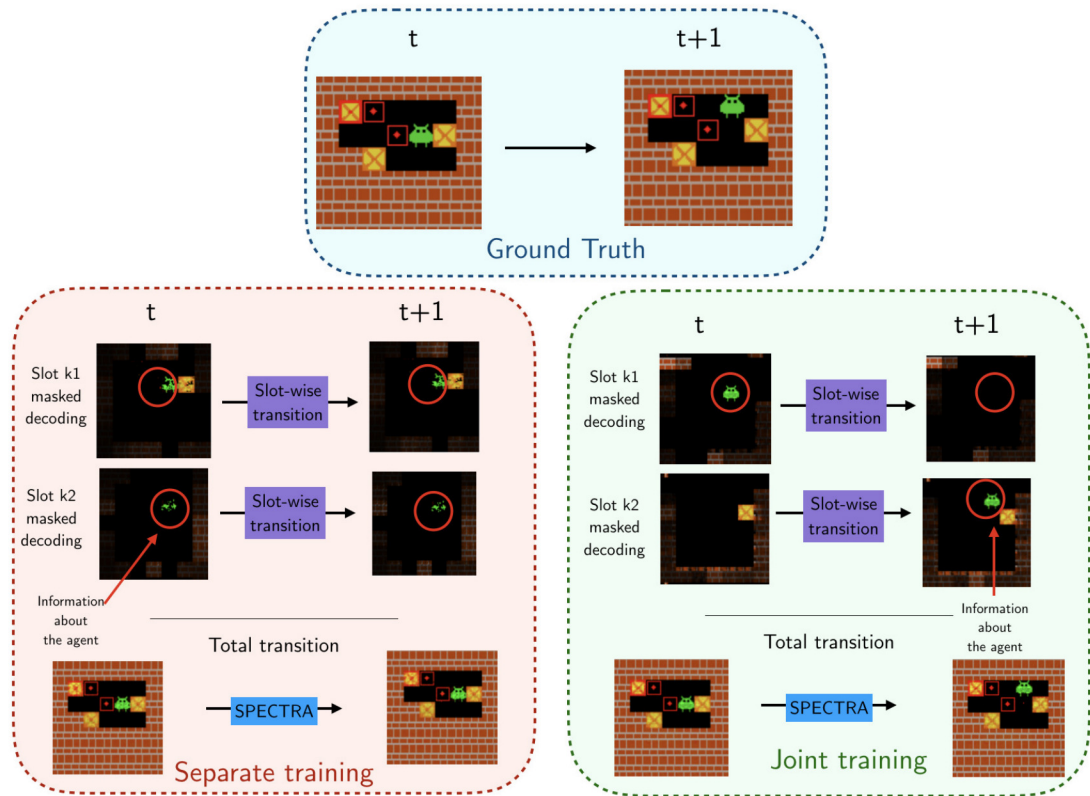 t
t+1
Ground Truth
t
t+1
Slot k1
masked
decoding
Slot-wise
transition
Slot k2
masked
decoding
Slot-wise
transition
Information
about
the agent
Total transition
SPECTRA
Separate training
t
t+1
Slot k1
masked
decoding
Slot-wise
transition
Slot k2
masked
decoding
Slot-wise
transition
Information
about
the agent
Total transition
SPECTRA
Joint training